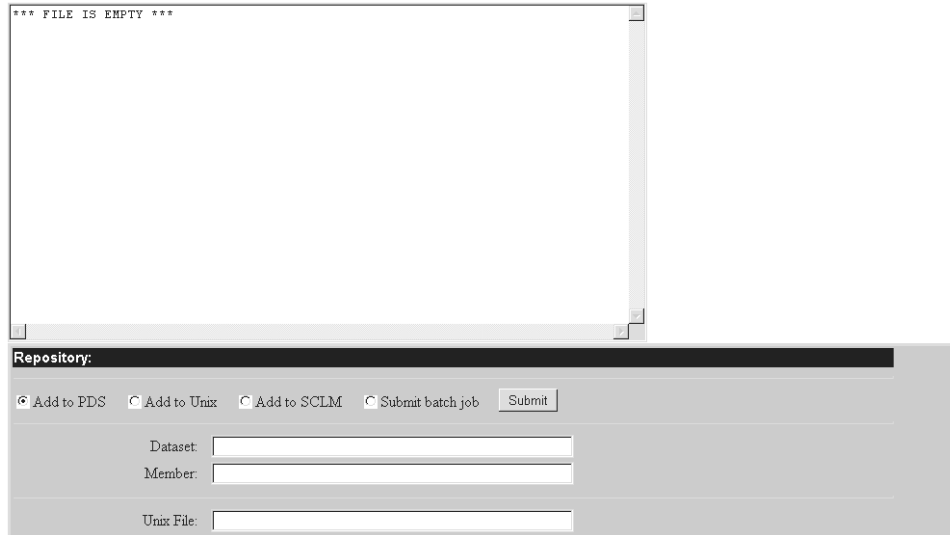 *** FILE IS EMPTY ***
Repository:
Add to PDS Add to Unix Add to SCLM Submit batch job Submit
Dataset:
Member:
Unix File: